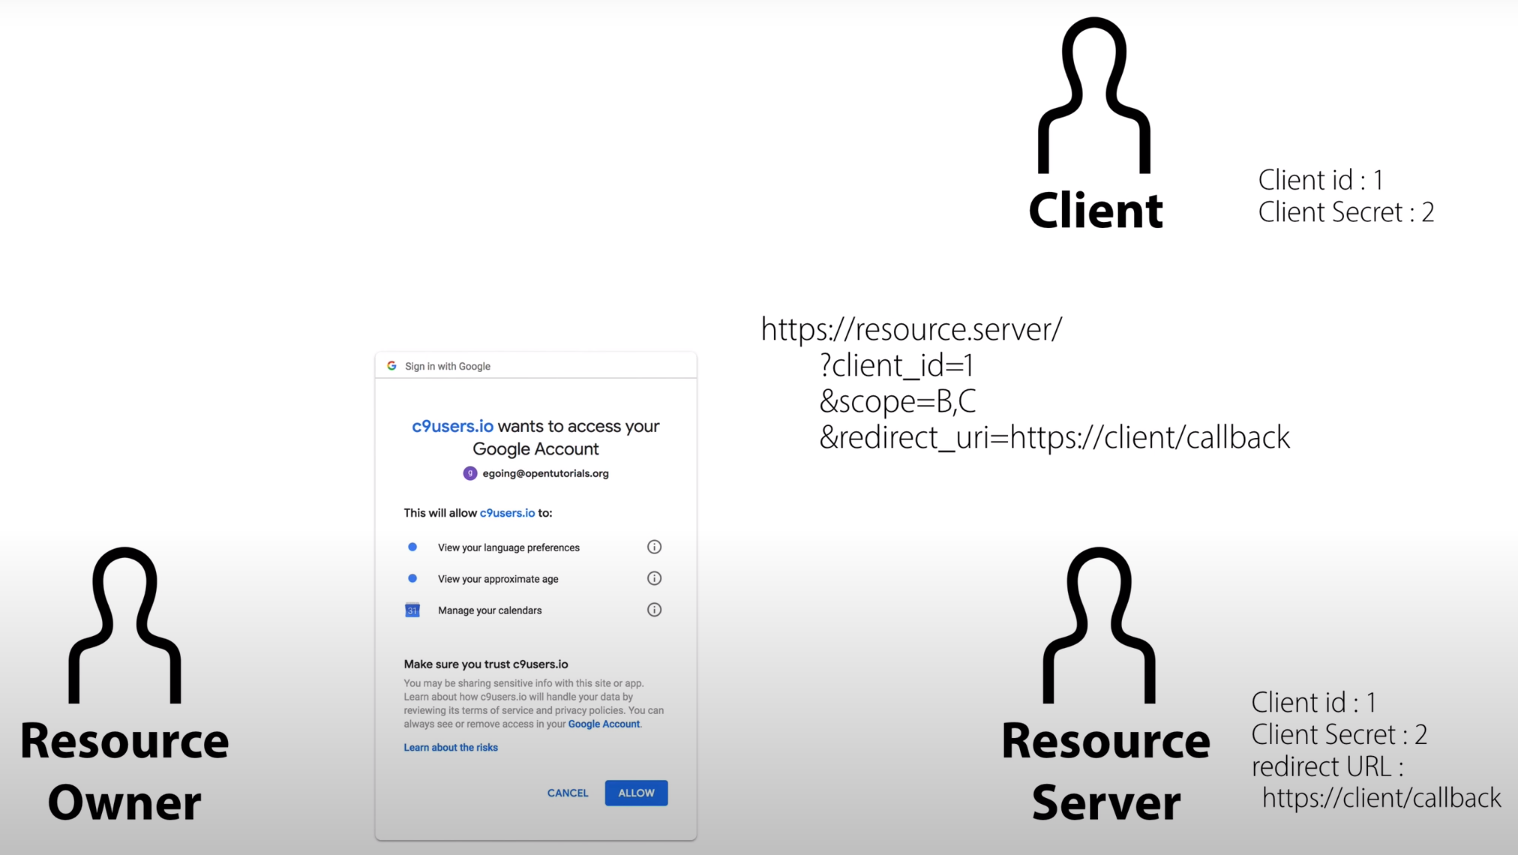 Client
Client id : 1
Client Secret : 2
https://resource.server/
?client_id=1
&scope=B,C
&redirect_uri=https://client/callback
Sign in with Google
c9users.io wants to access your
Google Account
g egoing@opentutorials.org
This will allow c9users.io to:
View your language preferences
View your approximate age
31 Manage your calendars
Make sure you trust c9users.io
You may be sharing sensitive info with this site or app.
Learn about how c9users.io will handle your data by
reviewing its terms of service and privacy policies. You can
always see or remove access in your Google Account.
Learn about the risks
CANCEL ALLOW
Resource
Owner
Resource
Server
Client id : 1
Client Secret : 2
redirect URL :
https://client/callback